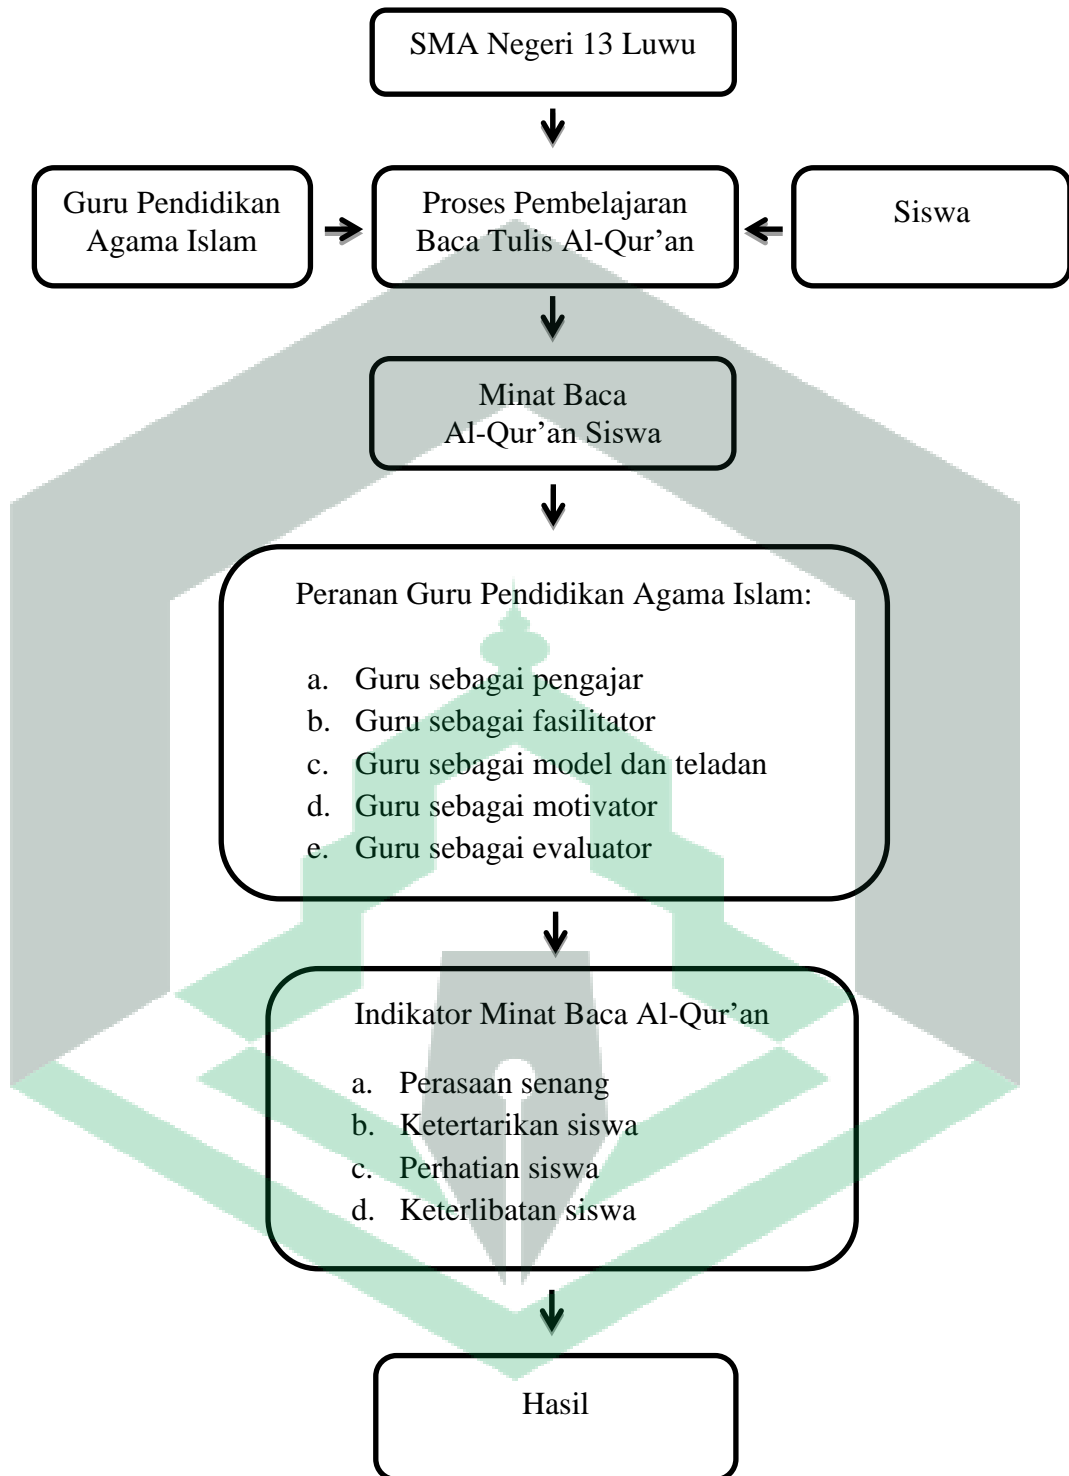 SMA Negeri 13 Luwu
Guru Pendidikan
Agama Islam
Proses Pembelajaran
Baca Tulis Al-Qur’an
Siswa
Minat Baca
Al-Qur’an Siswa
Peranan Guru Pendidikan Agama Islam:
a. Guru sebagai pengajar
b. Guru sebagai fasilitator
c. Guru sebagai model dan teladan
d. Guru sebagai motivator
e. Guru sebagai evaluator
Indikator Minat Baca Al-Qur’an
a. Perasaan senang
b. Ketertarikan siswa
c. Perhatian siswa
d. Keterlibatan siswa
Hasil